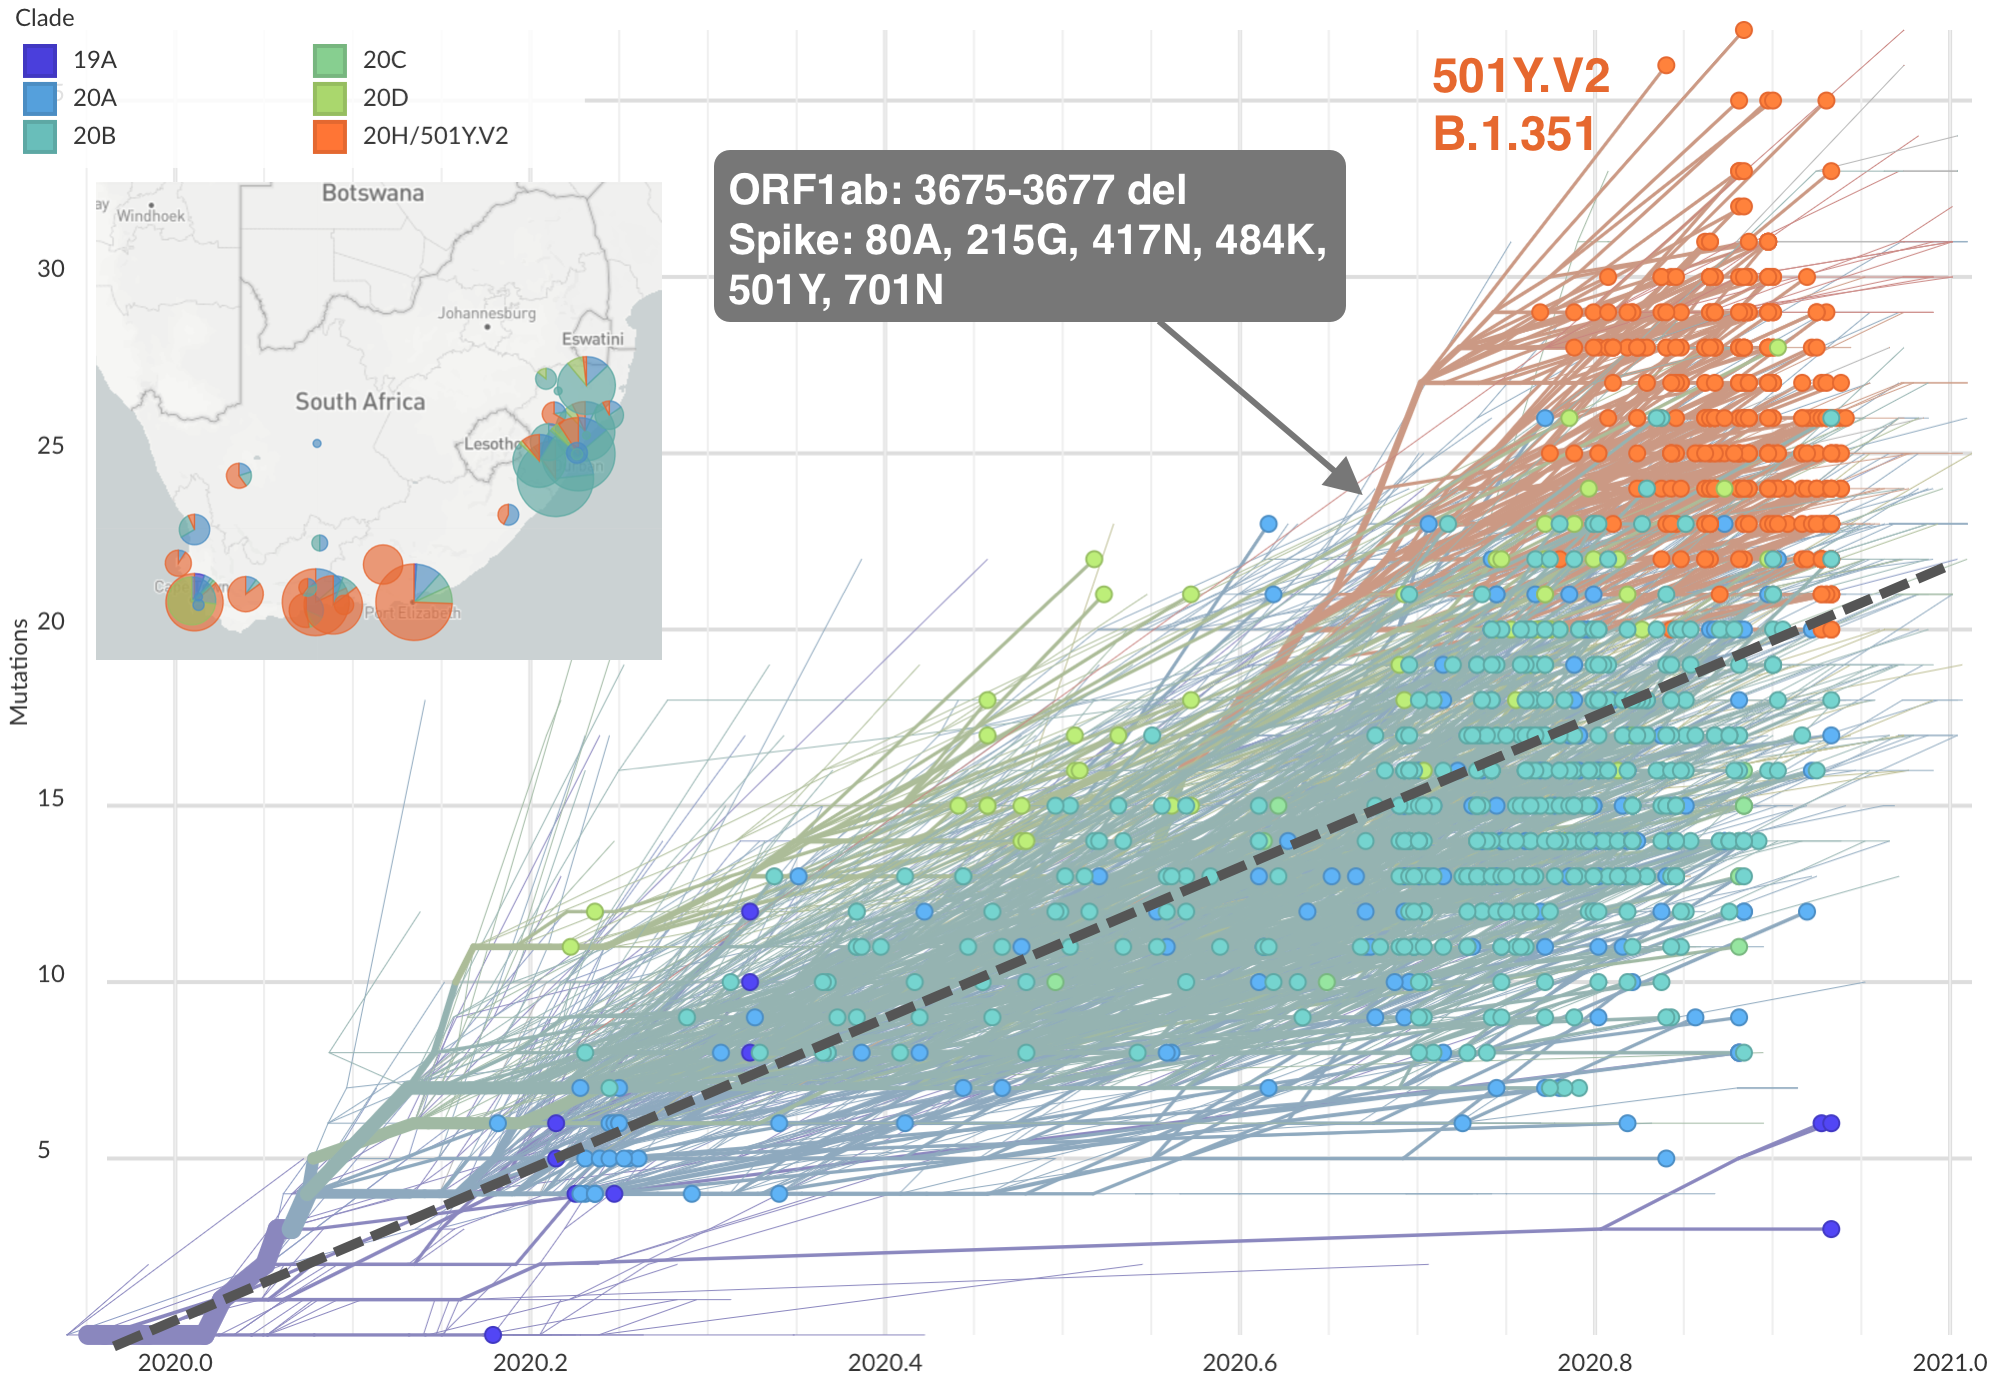 Clade
19A
20A
20B
20C
20D
20H/501Y.V2
501Y.V2
B.1.351
ORF1ab: 3675-3677 del
Spike: 80A, 215G, 417N, 484K,
501Y, 701N
Botswana
Windhoek
Johannesburg
Eswatini
South Africa
Lesotho
Port Elizabeth
Mutations
30
25
20
15
10
5
2020.0
2020.2
2020.4
2020.6
2020.8
2021.0